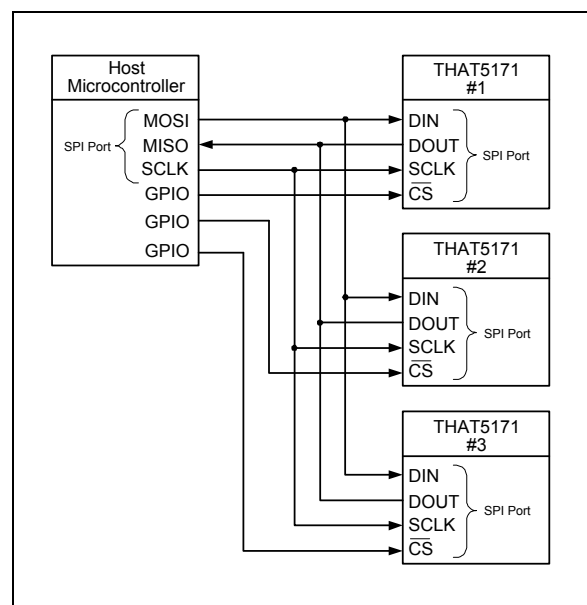 Host
Microcontroller
SPI Port
MOSI
MISO
SCLK
GPIO
GPIO
GPIO
THAT5171
#1
DIN
DOUT
SCLK
CS
SPI Port
THAT5171
#2
DIN
DOUT
SCLK
CS
SPI Port
THAT5171
#3
DIN
DOUT
SCLK
CS
SPI Port